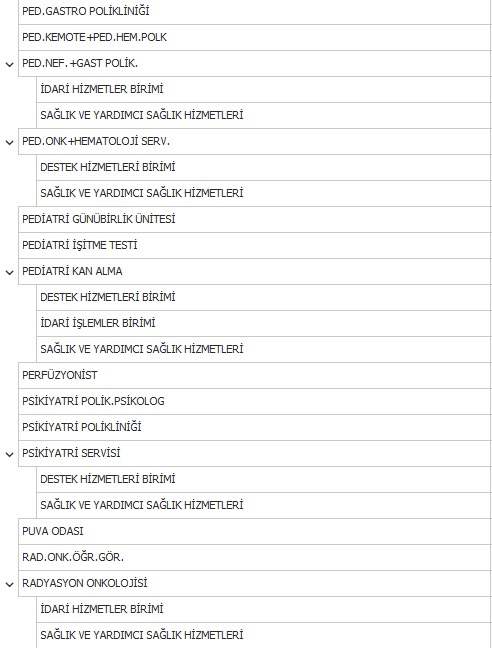 PED.GASTRO POLİKLİNİĞİ
PED.KEMOTE+PED.HEM.POLK
PED.NEF.+GAST POLİK.
İDARİ HİZMETLER BİRİMİ
SAĞLIK VE YARDIMCI SAĞLIK HİZMETLERİ
PED.ONK+HEMATOLOJİ SERV.
DESTEK HİZMETLERİ BİRİMİ
SAĞLIK VE YARDIMCI SAĞLIK HİZMETLERİ
PEDİATRİ GÜNÜBİRLİK ÜNİTESİ
PEDİATRİ İŞİTME TESTİ
PEDİATRİ KAN ALMA
DESTEK HİZMETLERİ BİRİMİ
İDARİ İŞLEMLER BİRİMİ
SAĞLIK VE YARDIMCI SAĞLIK HİZMETLERİ
PERFÜZYONİST
PSİKİYATRİ POLİK.PSİKOLOG
PSİKİYATRİ POLİKLİNİĞİ
PSİKİYATRİ SERVİSİ
DESTEK HİZMETLERİ BİRİMİ
SAĞLIK VE YARDIMCI SAĞLIK HİZMETLERİ
PUVA ODASI
RAD.ONK.ÖĞR.GÖR.
RADYASYON ONKOLOJİSİ
İDARİ HİZMETLER BİRİMİ
SAĞLIK VE YARDIMCI SAĞLIK HİZMETLERİ